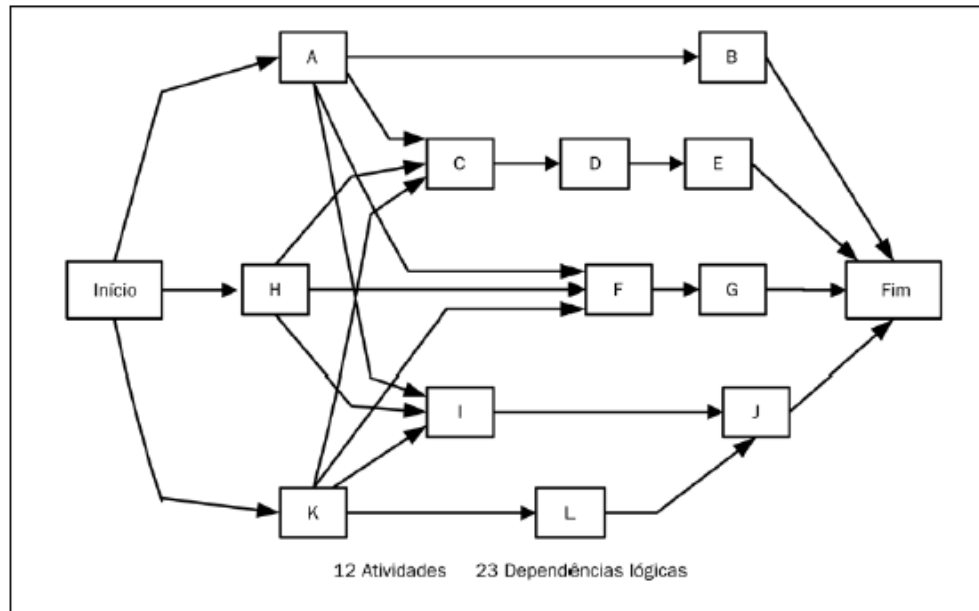 A
B
C
D
E
Início
H
F
G
Fim
I
J
K
L
12 Atividades 23 Dependências lógicas